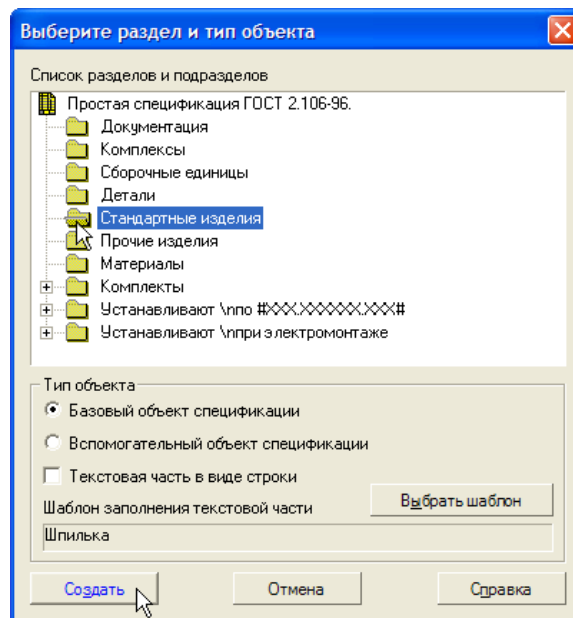 Выберите раздел и тип объекта
Список разделов и подразделов
Простая спецификация ГОСТ 2.106-96.
Документация
Комплексы
Сборочные единицы
Детали
Стандартные изделия
Прочие изделия
Материалы
Комплекты
Устанавливают \nпо #XXX.XXXXXX.XXX#
Устанавливают \nпри электромонтаже
Тип объекта
Базовый объект спецификации
Вспомогательный объект спецификации
Текстовая часть в виде строки
Шаблон заполнения текстовой части
Выбрать шаблон
Шпилька
Создать
Отмена
Справка